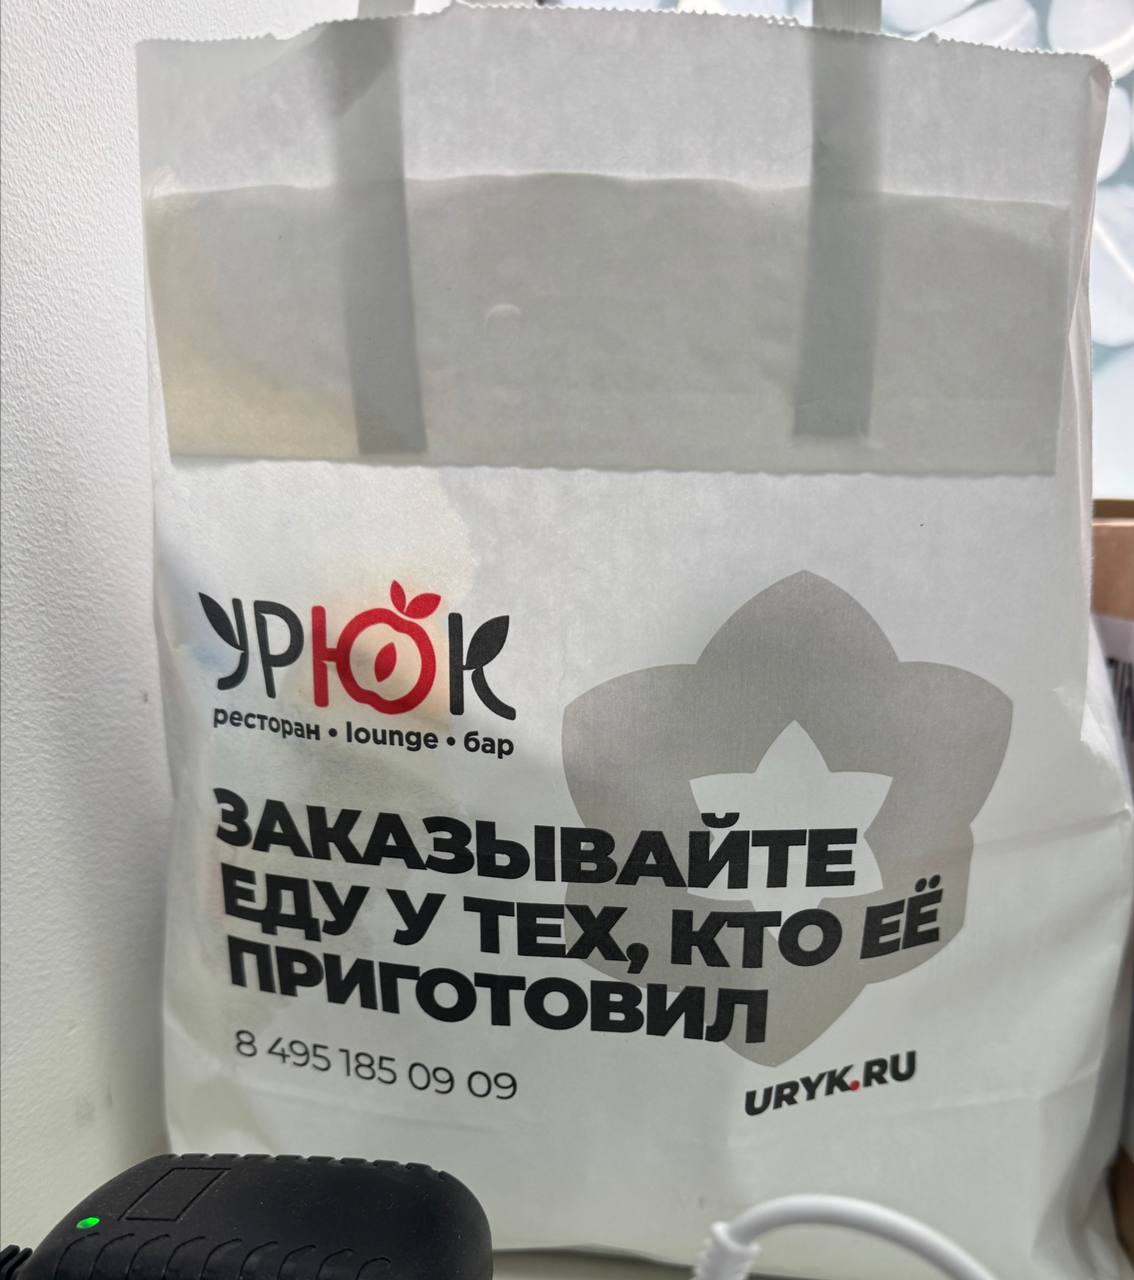 УРЮК
ресторан • lounge • бар
ЗАКАЗЫВАЙТЕ
ЕДУ У ТЕХ, КТО ЕЁ
ПРИГОТОВИЛ
8 495 185 09 09
URYK.RU